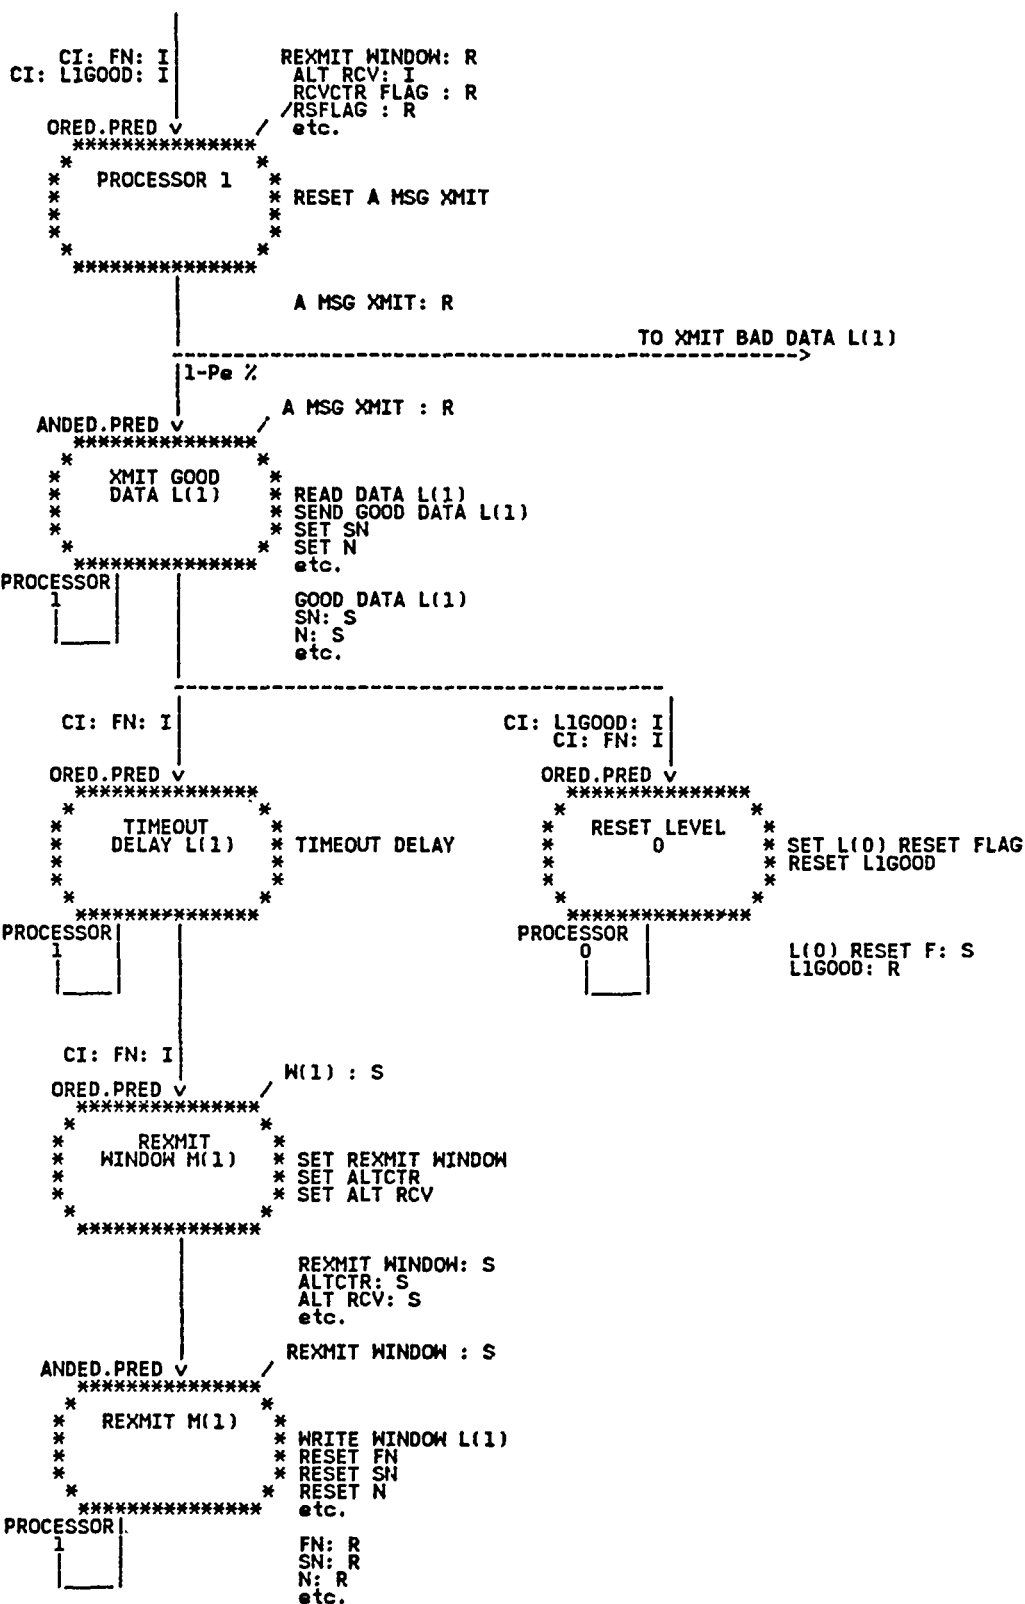 CI: FN: I
CI: L1GOOD: I
REXMIT WINDOW: R
ALT RCV: I
RCVCTR FLAG : R
RSFLAG : R
etc.
ORED.PRED
PROCESSOR 1
RESET A MSG XMIT
A MSG XMIT: R
TO XMIT BAD DATA L(1)
1-Pe %
A MSG XMIT : R
ANDED.PRED
XMIT GOOD
DATA L(1)
READ DATA L(1)
SEND GOOD DATA L(1)
SET SN
SET N
etc.
PROCESSOR
1
GOOD DATA L(1)
SN: S
N: S
etc.
CI: FN: I
CI: L1GOOD: I
CI: FN: I
ORED.PRED
ORED.PRED
TIMEOUT
DELAY L(1)
TIMEOUT DELAY
RESET LEVEL
0
SET L(0) RESET FLAG
RESET L1GOOD
PROCESSOR
1
PROCESSOR
0
L(0) RESET F: S
L1GOOD: R
CI: FN: I
W(1) : S
ORED.PRED
REXMIT
WINDOW M(1)
SET REXMIT WINDOW
SET ALTCTR
SET ALT RCV
REXMIT WINDOW: S
ALTCTR: S
ALT RCV: S
etc.
REXMIT WINDOW : S
ANDED.PRED
REXMIT M(1)
WRITE WINDOW L(1)
RESET FN
RESET SN
RESET N
etc.
PROCESSOR
1
FN: R
SN: R
N: R
etc.